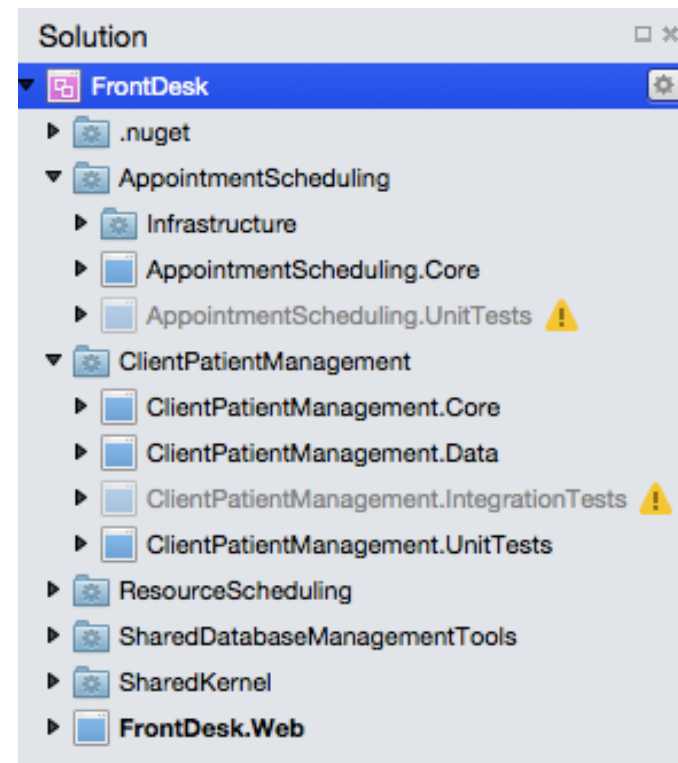 Solution
FrontDesk
.nuget
AppointmentScheduling
Infrastructure
AppointmentScheduling.Core
AppointmentScheduling.UnitTests
ClientPatientManagement
ClientPatientManagement.Core
ClientPatientManagement.Data
ClientPatientManagement.IntegrationTests
ClientPatientManagement.UnitTests
ResourceScheduling
SharedDatabaseManagementTools
SharedKernel
FrontDesk.Web